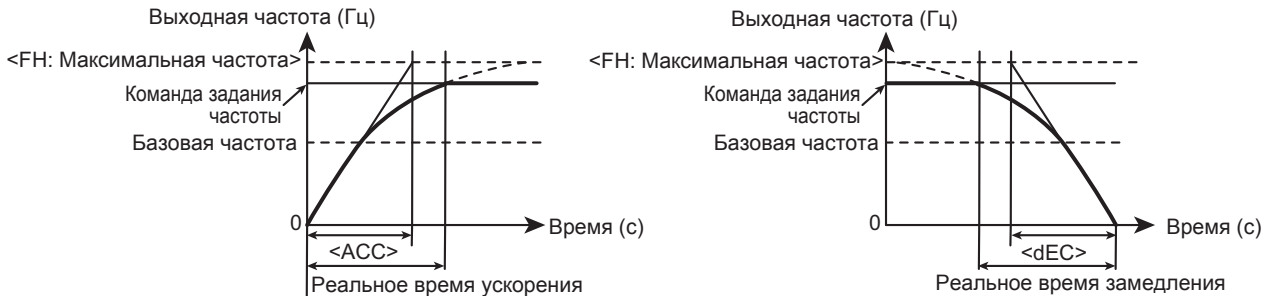 Выходная частота (Гц)
<FH: Максимальная частота>
Команда задания
частоты
Базовая частота
0
Время (с)
<ACC>
Реальное время ускорения
Выходная частота (Гц)
<FH: Максимальная частота>
Команда задания
частоты
Базовая частота
0
Время (с)
<dEC>
Реальное время замедления